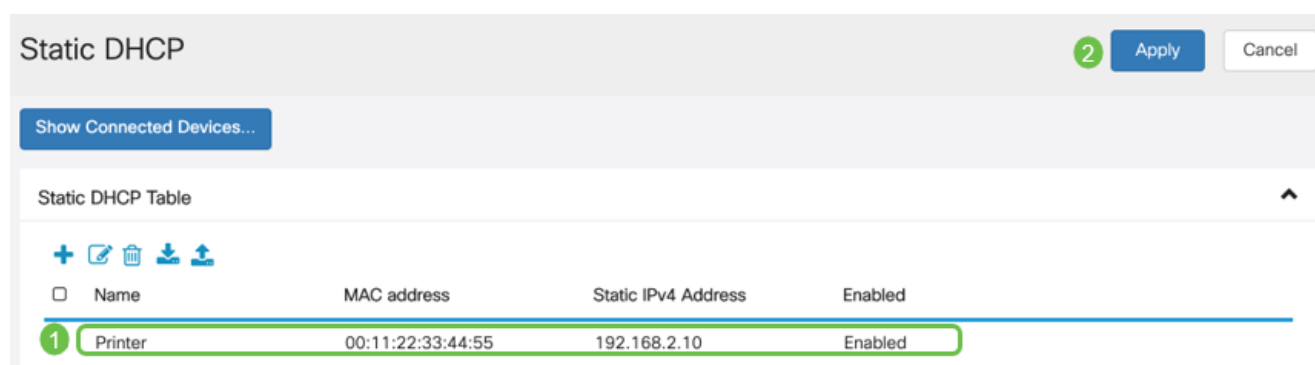 Static DHCP
2 Apply Cancel
Show Connected Devices...
Static DHCP Table
Name MAC address Static IPv4 Address Enabled
1 Printer 00:11:22:33:44:55 192.168.2.10 Enabled